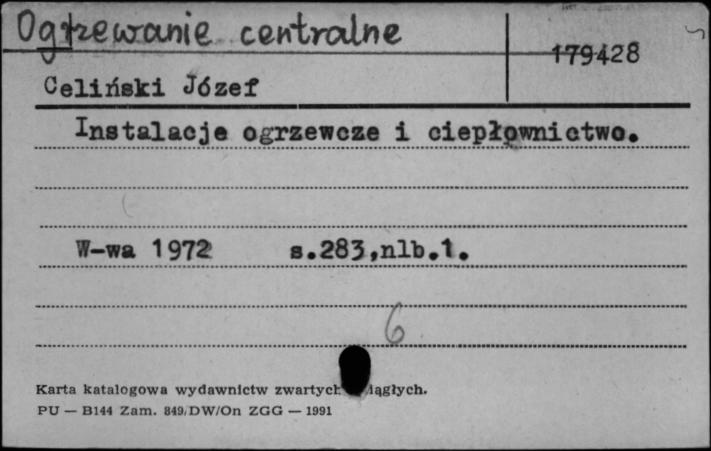 Ogrzewanie centralne
179428
Celiński Józef
Instalacje ogrzewcze i ciepłownictwo.
W-wa 1972 s.283,nlb.1.
6
Karta katalogowa wydawnictw zwartych
PU — B144 Zam. 849/DW/On ZGG — 1991